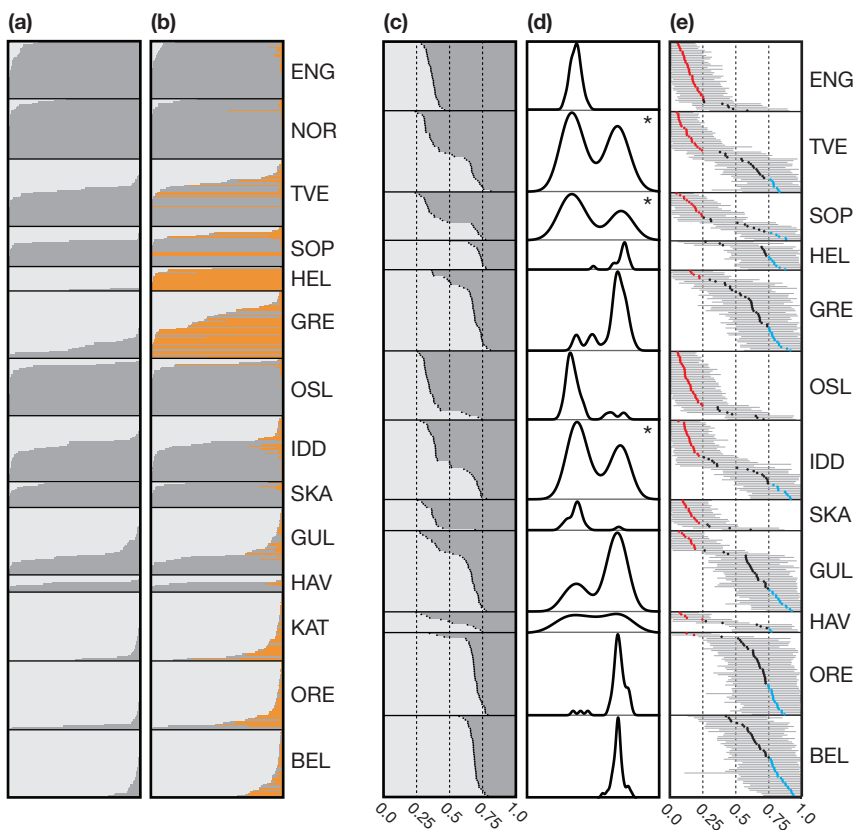 (a) (b) (c) (d) (e)
ENG
NOR
TVE
SOP
HEL
GRE
OSL
IDD
SKA
GUL
HAV
KAT
ORE
BEL
*
*
*
ENG
TVE
SOP
HEL
GRE
OSL
IDD
SKA
GUL
HAV
ORE
BEL
0.0 0.25 0.5 0.75 1.0
0.0 0.25 0.5 0.75 1.0